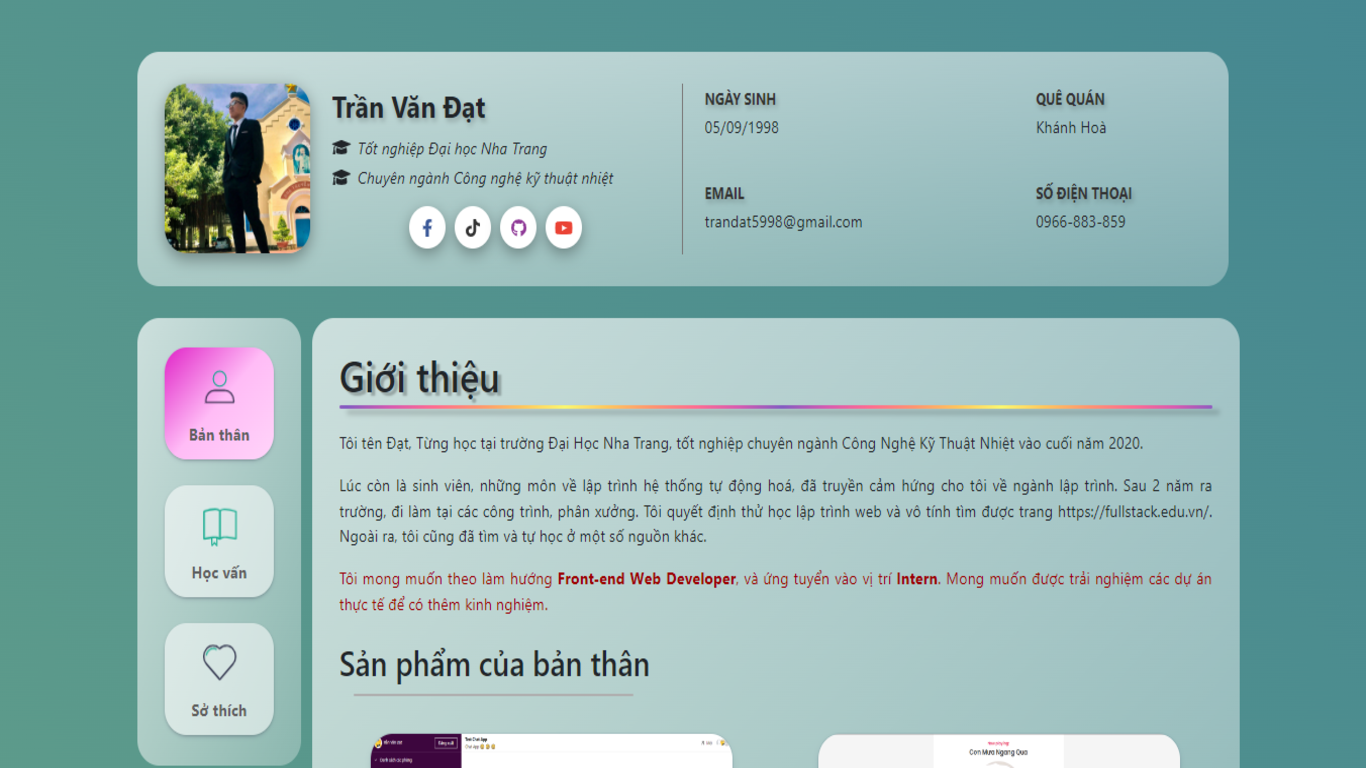 Trần Văn Đạt
Tốt nghiệp Đại học Nha Trang
Chuyên ngành Công nghệ kỹ thuật nhiệt
NGÀY SINH
05/09/1998
QUÊ QUÁN
Khánh Hoà
EMAIL
trandat5998@gmail.com
SỐ ĐIỆN THOẠI
0966-883-859
Bản thân
Học vấn
Sở thích
Giới thiệu
Tôi tên Đạt, Từng học tại trường Đại Học Nha Trang, tốt nghiệp chuyên ngành Công Nghệ Kỹ Thuật Nhiệt vào cuối năm 2020.
Lúc còn là sinh viên, những môn về lập trình hệ thống tự động hoá, đã truyền cảm hứng cho tôi về ngành lập trình. Sau 2 năm ra
trường, đi làm tại các công trình, phân xưởng. Tôi quyết định thử học lập trình web và vô tính tìm được trang https://fullstack.edu.vn/.
Ngoài ra, tôi cũng đã tìm và tự học ở một số nguồn khác.
Tôi mong muốn theo làm hướng Front-end Web Developer, và ứng tuyển vào vị trí Intern. Mong muốn được trải nghiệm các dự án
thực tế để có thêm kinh nghiệm.
Sản phẩm của bản thân
Đăng xuất
Chat App
Danh sách các phòng
Con Mưa Ngang Qua